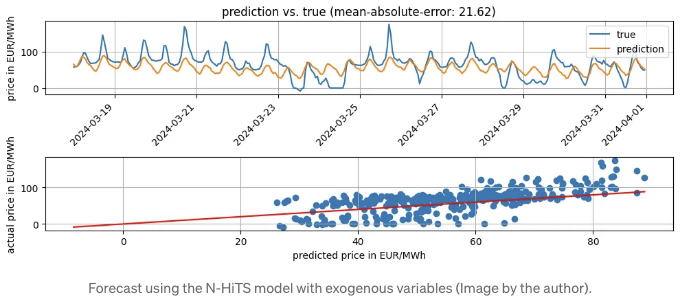 prediction vs. true (mean-absolute-error: 21.62)
price in EUR/MWh
100
0
true
prediction
2024-03-19
2024-03-21
2024-03-23
2024-03-25
2024-03-27
2024-03-29
2024-03-31
2024-04-01
actual price in EUR/MWh
100
0
0
20
40
60
80
predicted price in EUR/MWh
Forecast using the N-HiTS model with exogenous variables (Image by the author).